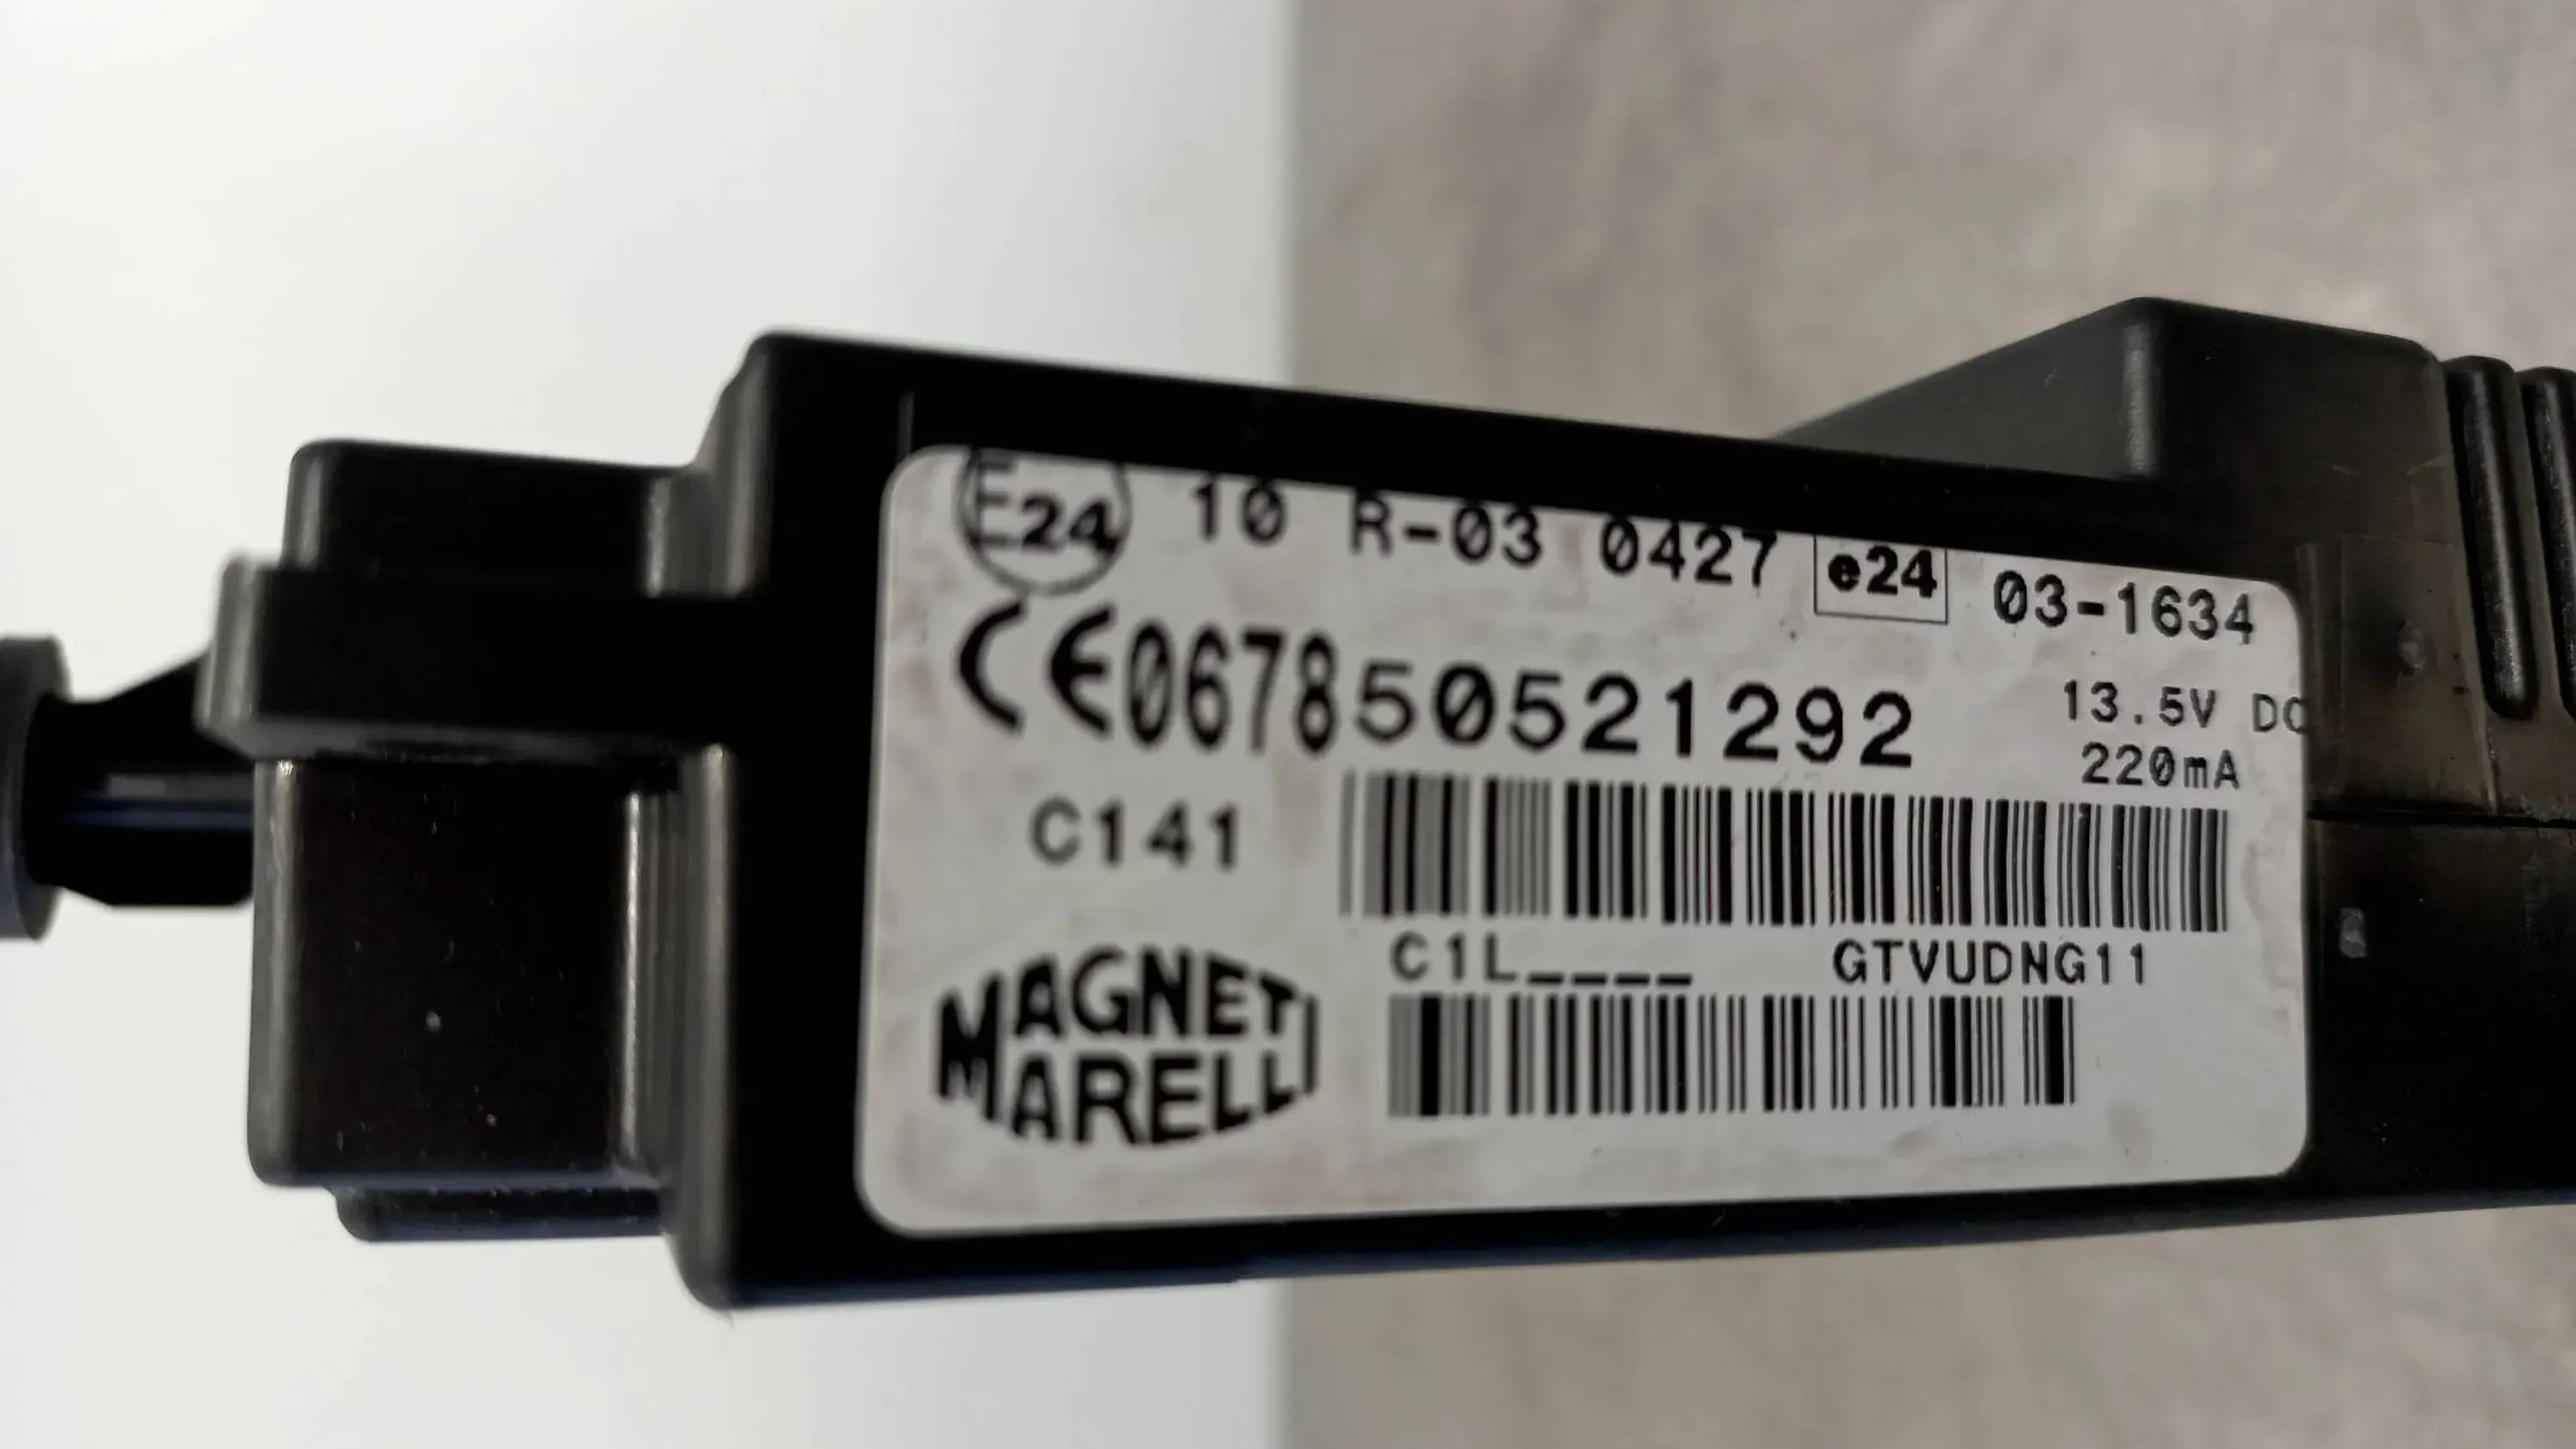 E24 10 R-03 0427 e24 03-1634
CE0678 50521292 13.5V DC
220mA
C141
C1L____ GTVUDNG11
MAGNETI
MARELLI